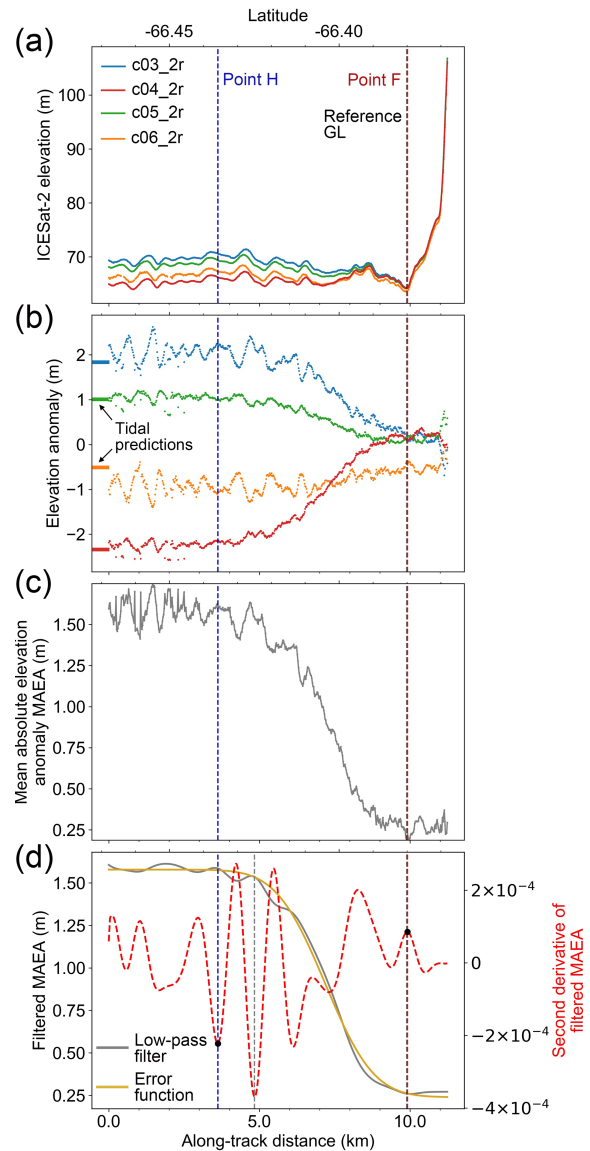 Latitude
-66.45
-66.40
(a)
c03_2r
c04_2r
c05_2r
c06_2r
Point H
Point F
Reference
GL
100
90
80
70
ICESat-2 elevation (m)
(b)
2
1
0
−1
−2
Tidal
predictions
Elevation anomaly (m)
(c)
1.50
1.25
1.00
0.75
0.50
0.25
Mean absolute elevation
anomaly MAEA (m)
(d)
1.50
1.25
1.00
0.75
0.50
0.25
Filtered MAEA (m)
Low-pass
filter
Error
function
2×10⁻⁴
0
−2×10⁻⁴
−4×10⁻⁴
Second derivative of
filtered MAEA
0.0
5.0
10.0
Along-track distance (km)